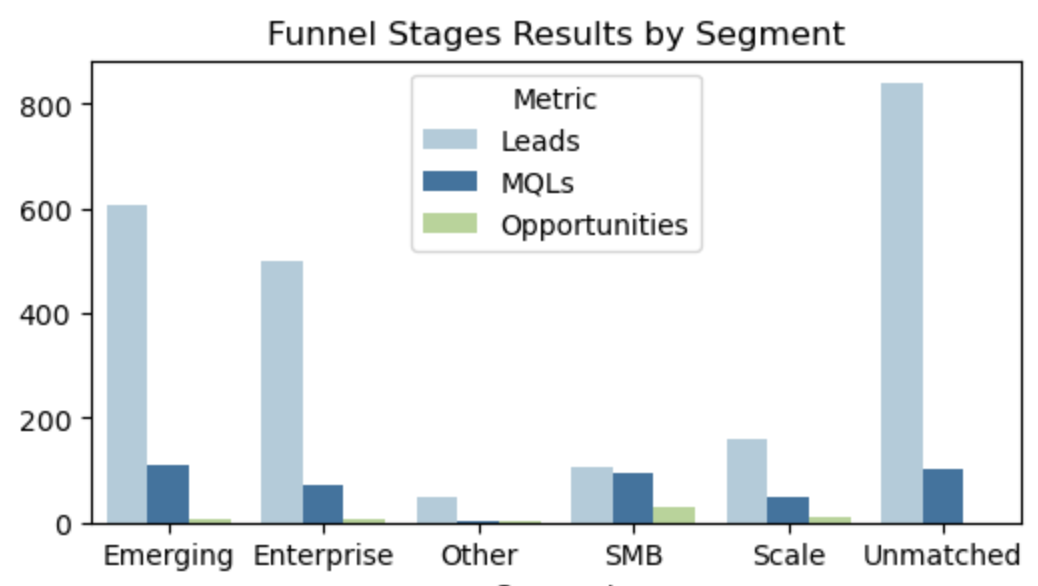 Funnel Stages Results by Segment
Metric
Leads
MQLs
Opportunities
800
600
400
200
0
Emerging Enterprise Other SMB Scale Unmatched